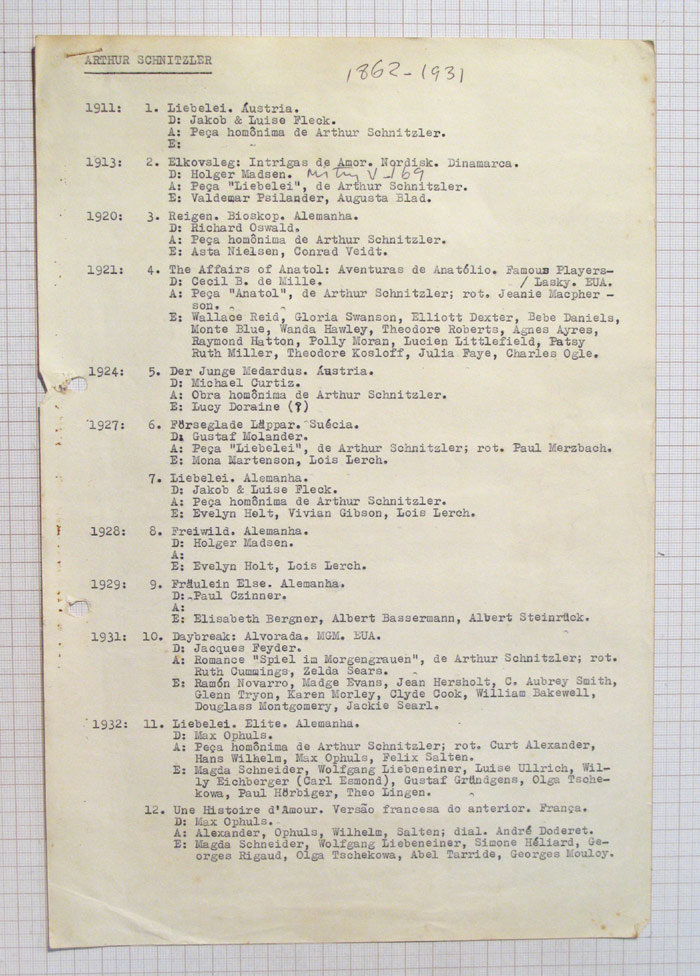 ARTHUR SCHNITZLER
1862-1931
1911: 1. Liebelei. Áustria.
D: Jakob & Luise Fleck.
A: Peça homônima de Arthur Schnitzler.
E:
1913: 2. Elkovsleg: Intrigas de Amor. Nordisk. Dinamarca.
D: Holger Madsen.
A: Peça "Liebelei", de Arthur Schnitzler.
E: Valdemar Psilander, Augusta Blad.
1920: 3. Reigen. Bioskop. Alemanha.
D: Richard Oswald.
A: Peça homônima de Arthur Schnitzler.
E: Asta Nielsen, Conrad Veidt.
1921: 4. The Affairs of Anatol: Aventuras de Anatólio. Famous Players-
D: Cecil B. de Mille. / Lasky. EUA.
A: Peça "Anatol", de Arthur Schnitzler; rot. Jeanie Macpher -
son.
E: Wallace Reid, Gloria Swanson, Elliott Dexter, Bebe Daniels,
Monte Blue, Wanda Hawley, Theodore Roberts, Agnes Ayres,
Raymond Hatton, Polly Moran, Lucien Littlefield, Patsy
Ruth Miller, Theodore Kosloff, Julia Faye, Charles Ogle.
1924: 5. Der Junge Medardus. Áustria.
D: Michael Curtiz.
A: Obra homônima de Arthur Schnitzler.
E: Lucy Doraine (?)
1927: 6. Förseglade Läppar. Suécia.
D: Gustaf Molander.
A: Peça "Liebelei", de Arthur Schnitzler; rot. Paul Merzbach.
E: Mona Martenson, Lois Lerch.
7. Liebelei. Alemanha.
D: Jakob & Luise Fleck.
A: Peça homônima de Arthur Schnitzler.
E: Evelyn Holt, Vivian Gibson, Lois Lerch.
1928: 8. Freiwild. Alemanha.
D: Holger Madsen.
A:
E: Evelyn Holt, Lois Lerch.
1929: 9. Fräulein Else. Alemanha.
D: Paul Czinner.
A:
E: Elisabeth Bergner, Albert Bassermann, Albert Steinrück.
1931: 10. Daybreak: Alvorada. MGM. EUA.
D: Jacques Feyder.
A: Romance "Spiel im Morgengrauen", de Arthur Schnitzler; rot.
Ruth Cummings, Zelda Sears.
E: Ramón Novarro, Madge Evans, Jean Hersholt, C. Aubrey Smith,
Glenn Tryon, Karen Morley, Clyde Cook, William Bakewell,
Douglass Montgomery, Jackie Searl.
1932: 11. Liebelei. Elite. Alemanha.
D: Max Ophuls.
A: Peça homônima de Arthur Schnitzler; rot. Curt Alexander,
Hans Wilhelm, Max Ophuls, Felix Salten.
E: Magda Schneider, Wolfgang Liebeneiner, Luise Ullrich, Wil-
ly Eichberger (Carl Esmond), Gustaf Gründgens, Olga Tsche-
kowa, Paul Hörbiger, Theo Lingen.
12. Une Histoire d'Amour. Versão francesa do anterior. França.
D: Max Ophuls.
A: Alexander, Ophuls, Wilhelm, Salten; dial. André Doderet.
E: Magda Schneider, Wolfgang Liebeneiner, Simone Héliard, Ge-
orges Rigaud, Olga Tschekowa, Abel Tarride, Georges Mouloy.